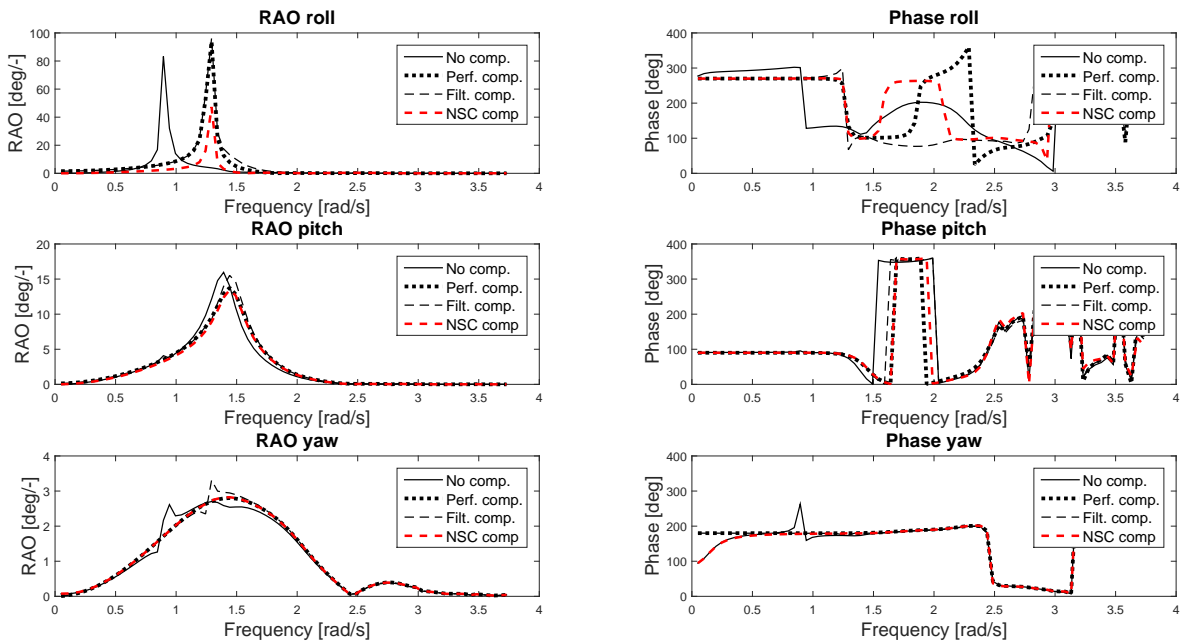 RAO roll
RAO [deg/-]
100
80
60
40
20
0
No comp.
Perf. comp.
Filt. comp.
NSC comp
0 0.5 1 1.5 2 2.5 3 3.5 4
Frequency [rad/s]
Phase roll
Phase [deg]
400
300
200
100
0
No comp.
Perf. comp.
Filt. comp.
NSC comp
0 0.5 1 1.5 2 2.5 3 3.5 4
Frequency [rad/s]
RAO pitch
RAO [deg/-]
20
15
10
5
0
No comp.
Perf. comp.
Filt. comp.
NSC comp
0 0.5 1 1.5 2 2.5 3 3.5 4
Frequency [rad/s]
Phase pitch
Phase [deg]
400
300
200
100
0
No comp.
Perf. comp.
Filt. comp.
NSC comp
0 0.5 1 1.5 2 2.5 3 3.5 4
Frequency [rad/s]
RAO yaw
RAO [deg/-]
4
3
2
1
0
No comp.
Perf. comp.
Filt. comp.
NSC comp
0 0.5 1 1.5 2 2.5 3 3.5 4
Frequency [rad/s]
Phase yaw
Phase [deg]
400
300
200
100
0
No comp.
Perf. comp.
Filt. comp.
NSC comp
0 0.5 1 1.5 2 2.5 3 3.5 4
Frequency [rad/s]